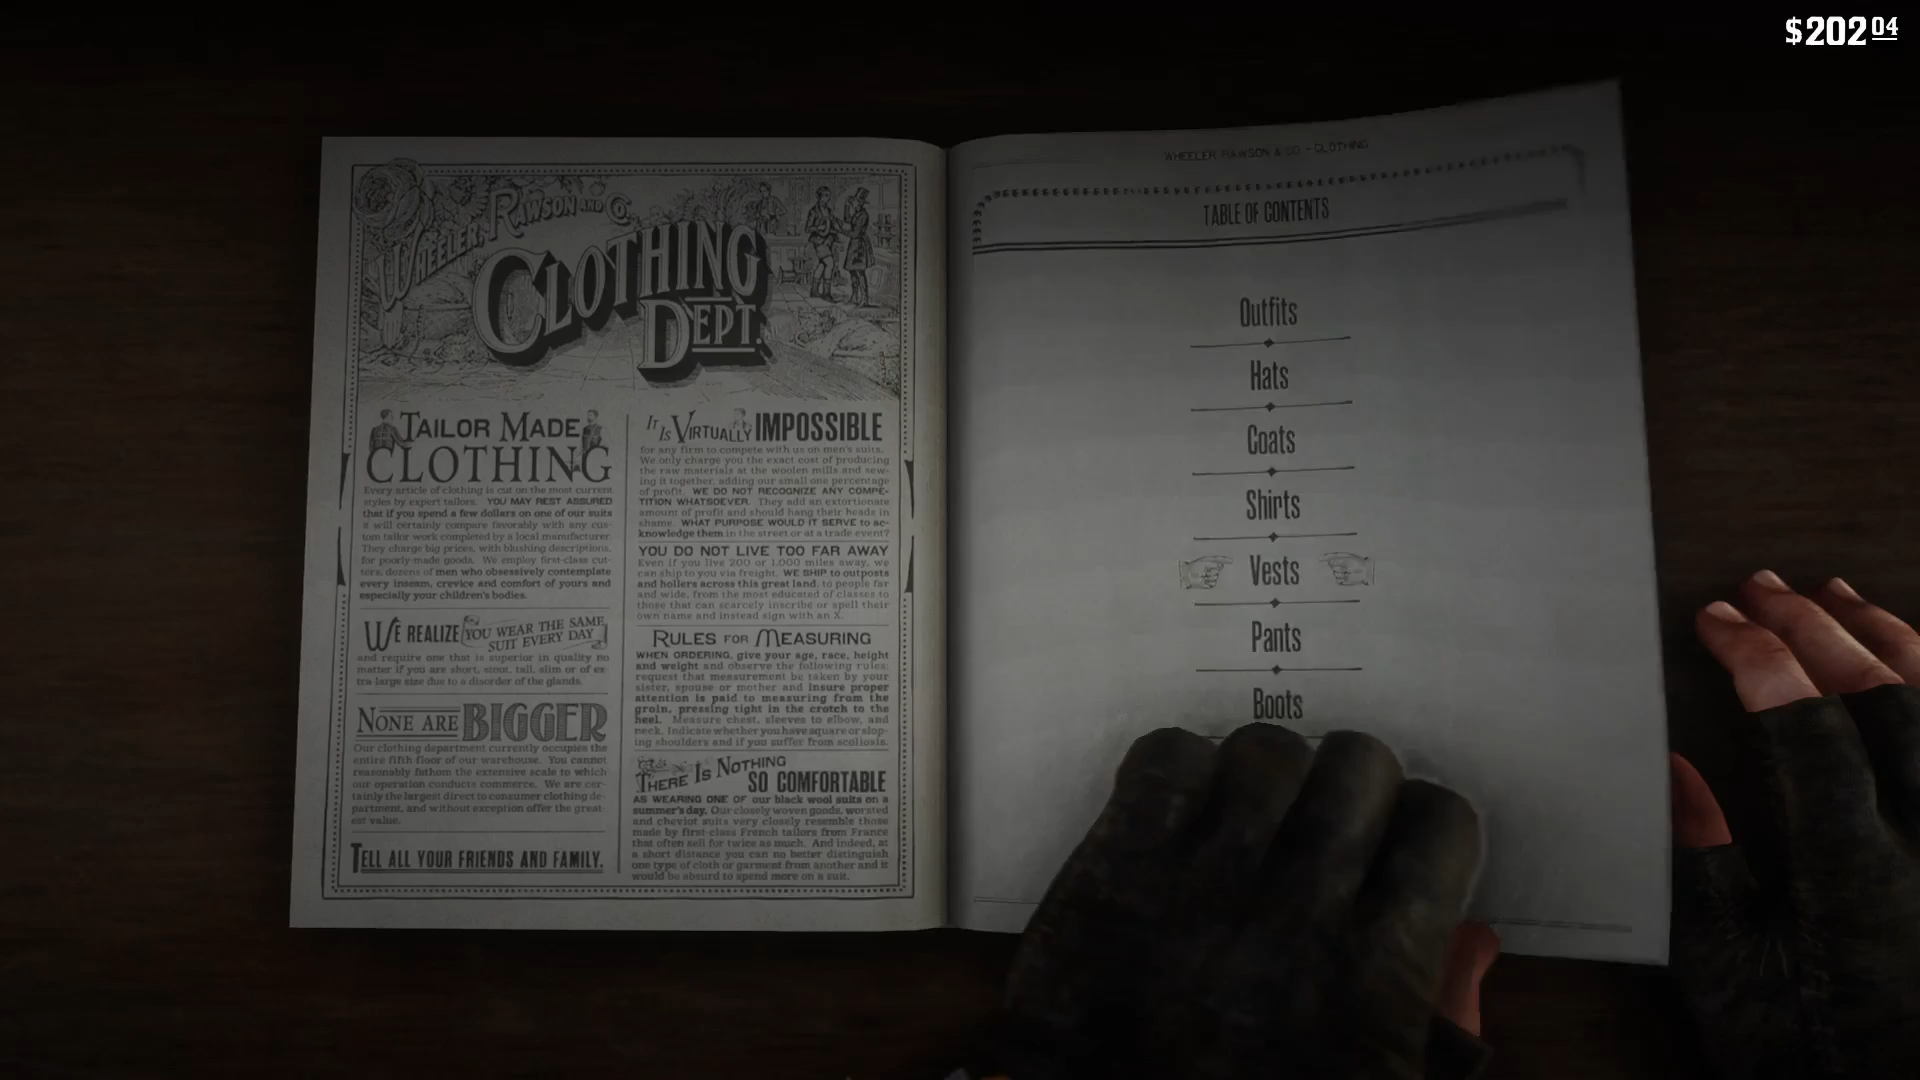 $202 04
WHEELER, RAWSON AND CO.
CLOTHING
DEPT.
TAILOR MADE
CLOTHING
Every article of clothing is cut on the most current
styles by expert tailors. YOU MAY REST ASSURED
that if you spend a few dollars on one of our suits
it will certainly compare favorably with any cus-
tom tailor work completed by a local manufacturer.
They charge big prices, with blushing descriptions,
for poorly-made goods. We employ first-class cut-
ters, dozens of men who obsessively contemplate
every inseam, crevice and comfort of yours and
especially your children's bodies.
WE REALIZE YOU WEAR THE SAME
SUIT EVERY DAY
and require one that is superior in quality no
matter if you are short, stout, tall, slim or of ex-
tra-large size due to a disorder of the glands.
NONE ARE BIGGER
Our clothing department currently occupies the
entire fifth floor of our warehouse. You cannot
reasonably fathom the extensive scale to which
our operation conducts commerce. We are cer-
tainly the largest direct to consumer clothing de-
partment, and without exception offer the great-
est value.
TELL ALL YOUR FRIENDS AND FAMILY.
IT IS VIRTUALLY IMPOSSIBLE
for any firm to compete with us on men's suits.
We only charge you the exact cost of producing
the raw materials at the woolen mills and sew-
ing it together, adding our small one percentage
of profit. WE DO NOT RECOGNIZE ANY COMPE-
TITION WHATSOEVER. They add an extortionate
amount of profit and should hang their heads in
shame. WHAT PURPOSE WOULD IT SERVE to ac-
knowledge them in the street or at a trade event?
YOU DO NOT LIVE TOO FAR AWAY
Even if you live 200 or 1,000 miles away, we
can ship to you via freight. WE SHIP to outposts
and hollers across this great land, to people far
and wide, from the most educated of classes to
those that can scarcely inscribe or spell their
own name and instead sign with an X.
RULES FOR MEASURING
WHEN ORDERING, give your age, race, height
and weight and observe the following rules:
request that measurement be taken by your
sister, spouse or mother and insure proper
attention is paid to measuring from the
groin, pressing tight in the crotch to the
heel. Measure chest, sleeves to elbow, and
neck. Indicate whether you have square or slop-
ing shoulders and if you suffer from scoliosis.
THERE IS NOTHING
SO COMFORTABLE
AS WEARING ONE OF our black wool suits on a
summer's day. Our closely woven goods, worsted
and cheviot suits very closely resemble those
made by first-class French tailors from France
that often sell for twice as much. And indeed, at
a short distance you can no better distinguish
one type of cloth or garment from another and it
would be absurd to spend more on a suit.
WHEELER RAWSON & CO - CLOTHING
TABLE OF CONTENTS
Outfits
Hats
Coats
Shirts
Vests
Pants
Boots